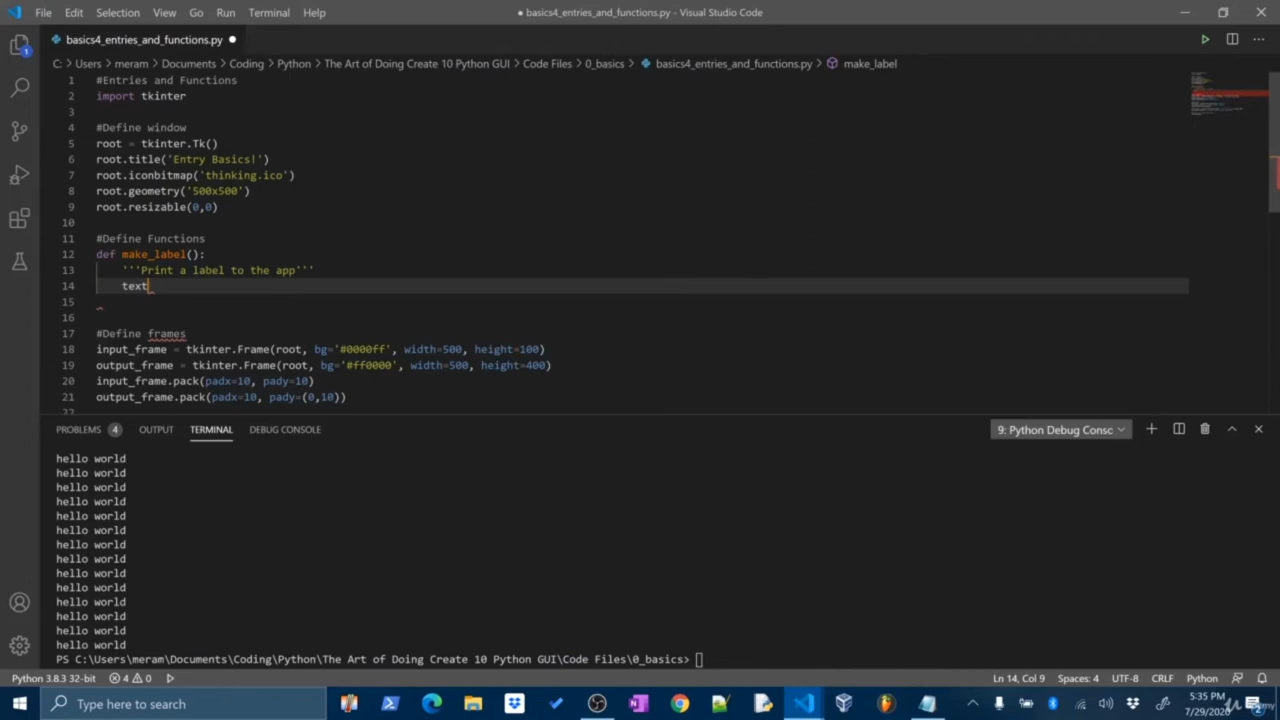 File Edit Selection View Go Run Terminal Help
● basics4_entries_and_functions.py - Visual Studio Code
basics4_entries_and_functions.py ●
C: > Users > meram > Documents > Coding > Python > The Art of Doing Create 10 Python GUI > Code Files > 0_basics > basics4_entries_and_functions.py > make_label
1 #Entries and Functions
2 import tkinter
3
4 #Define window
5 root = tkinter.Tk()
6 root.title('Entry Basics!')
7 root.iconbitmap('thinking.ico')
8 root.geometry('500x500')
9 root.resizable(0,0)
10
11 #Define Functions
12 def make_label():
13 '''Print a label to the app'''
14 text
15
16
17 #Define frames
18 input_frame = tkinter.Frame(root, bg='#0000ff', width=500, height=100)
19 output_frame = tkinter.Frame(root, bg='#ff0000', width=500, height=400)
20 input_frame.pack(padx=10, pady=10)
21 output_frame.pack(padx=10, pady=(0,10))
22
PROBLEMS 4 OUTPUT TERMINAL DEBUG CONSOLE 9: Python Debug Consc
hello world
hello world
hello world
hello world
hello world
hello world
hello world
hello world
hello world
hello world
hello world
hello world
hello world
hello world
PS C:\Users\meram\Documents\Coding\Python\The Art of Doing Create 10 Python GUI\Code Files\0_basics>
Python 3.8.3 32-bit 4 0 Ln 14, Col 9 Spaces: 4 UTF-8 CRLF Python
Type here to search
5:35 PM
7/29/2020